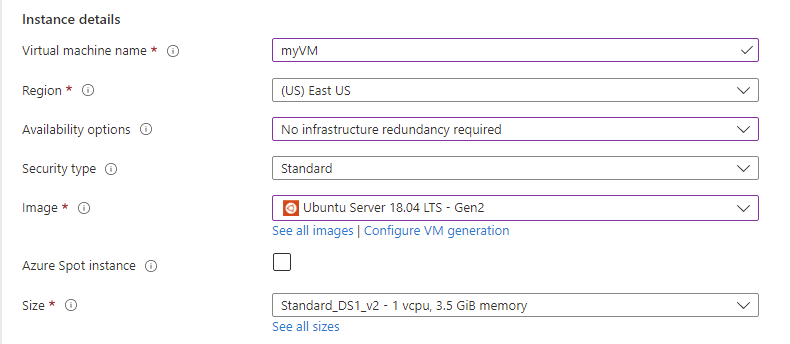 Instance details
Virtual machine name * myVM
Region * (US) East US
Availability options No infrastructure redundancy required
Security type Standard
Image * Ubuntu Server 18.04 LTS - Gen2
See all images | Configure VM generation
Azure Spot instance
Size * Standard_DS1_v2 - 1 vcpu, 3.5 GiB memory
See all sizes